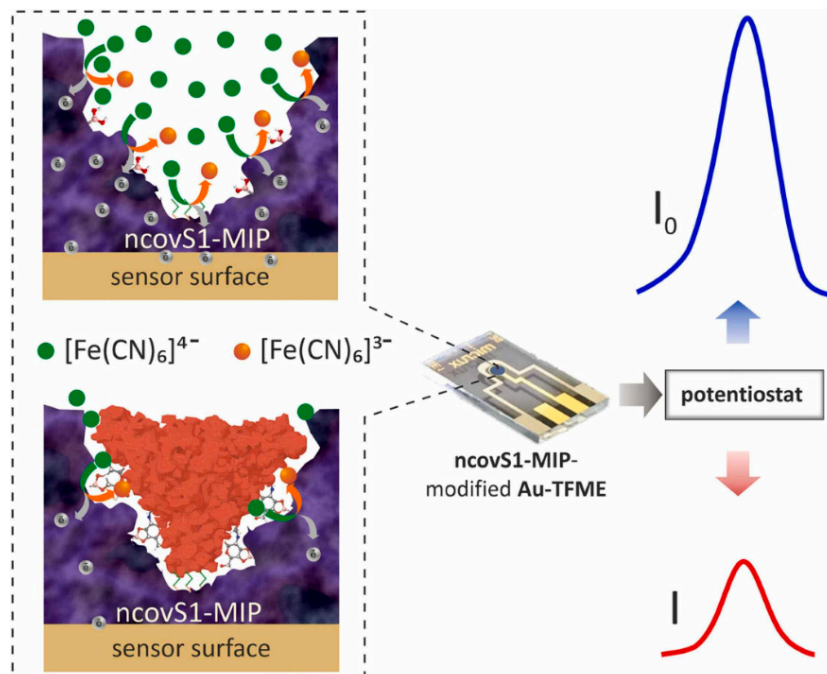 ncovS1-MIP
sensor surface
[Fe(CN)₆]⁴⁻
[Fe(CN)₆]³⁻
ncovS1-MIP
sensor surface
ncovS1-MIP-
modified Au-TFME
I₀
potentiostat
I